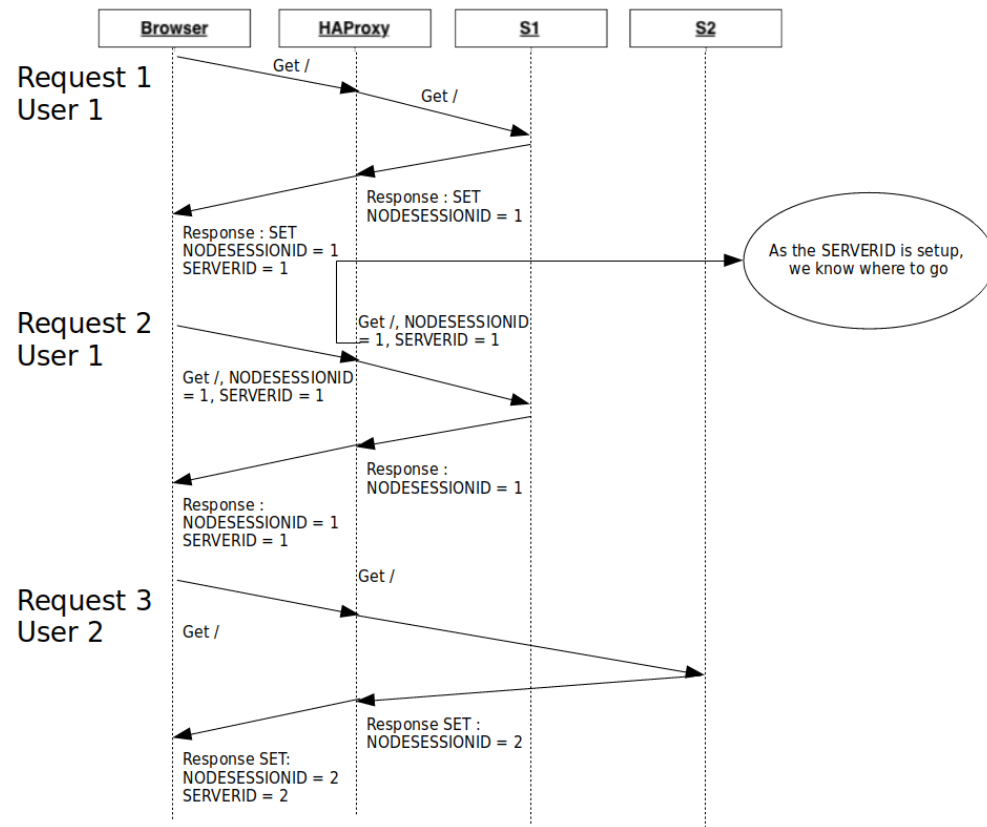 Browser
HAProxy
S1
S2
Request 1
User 1
Get /
Get /
Response : SET
NODESESSIONID = 1
Response : SET
NODESESSIONID = 1
SERVERID = 1
As the SERVERID is setup,
we know where to go
Request 2
User 1
Get /, NODESESSIONID
= 1, SERVERID = 1
Get /, NODESESSIONID
= 1, SERVERID = 1
Response :
NODESESSIONID = 1
Response :
NODESESSIONID = 1
SERVERID = 1
Request 3
User 2
Get /
Get /
Response SET :
NODESESSIONID = 2
Response SET:
NODESESSIONID = 2
SERVERID = 2